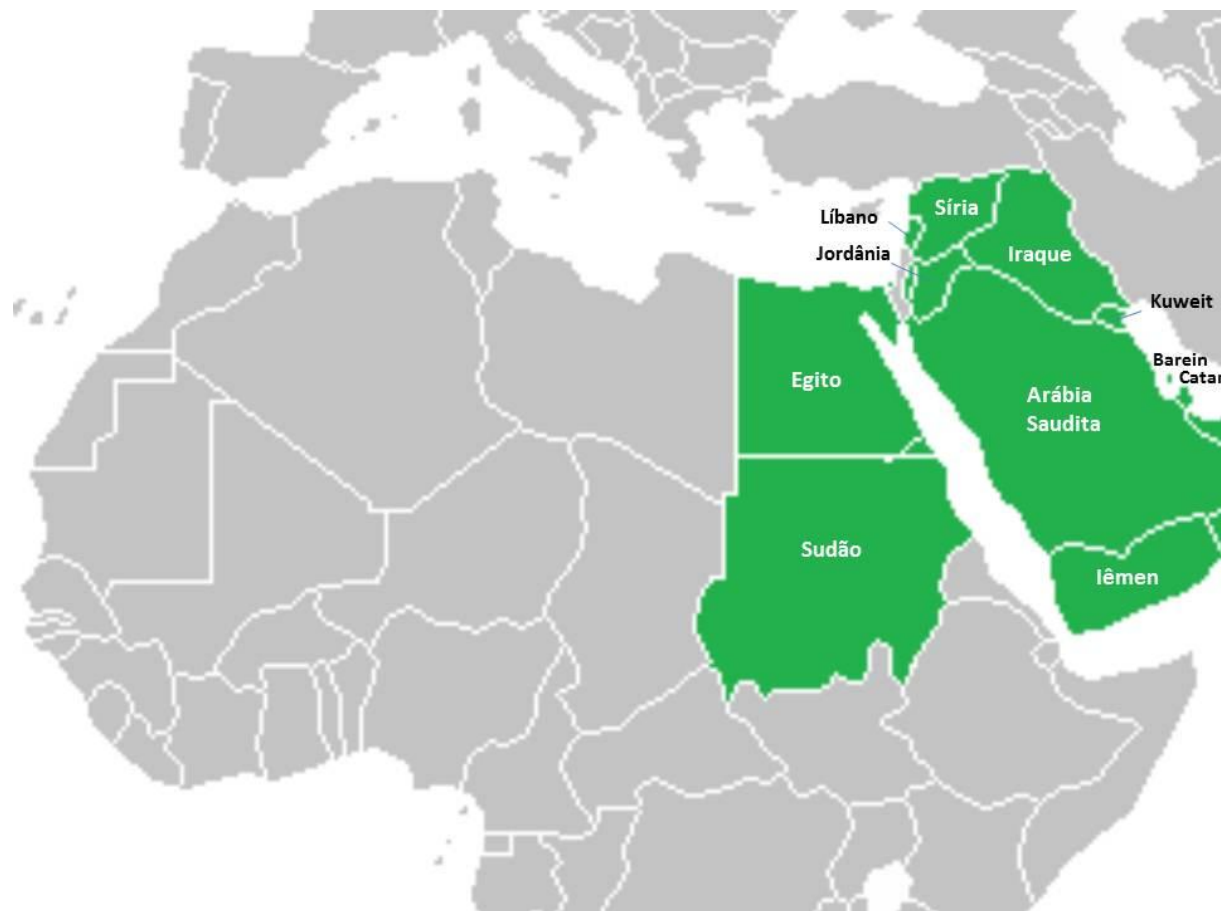 Síria
Líbano
Jordânia
Iraque
Kuweit
Barein
Catar
Egito
Arábia
Saudita
Sudão
Iêmen